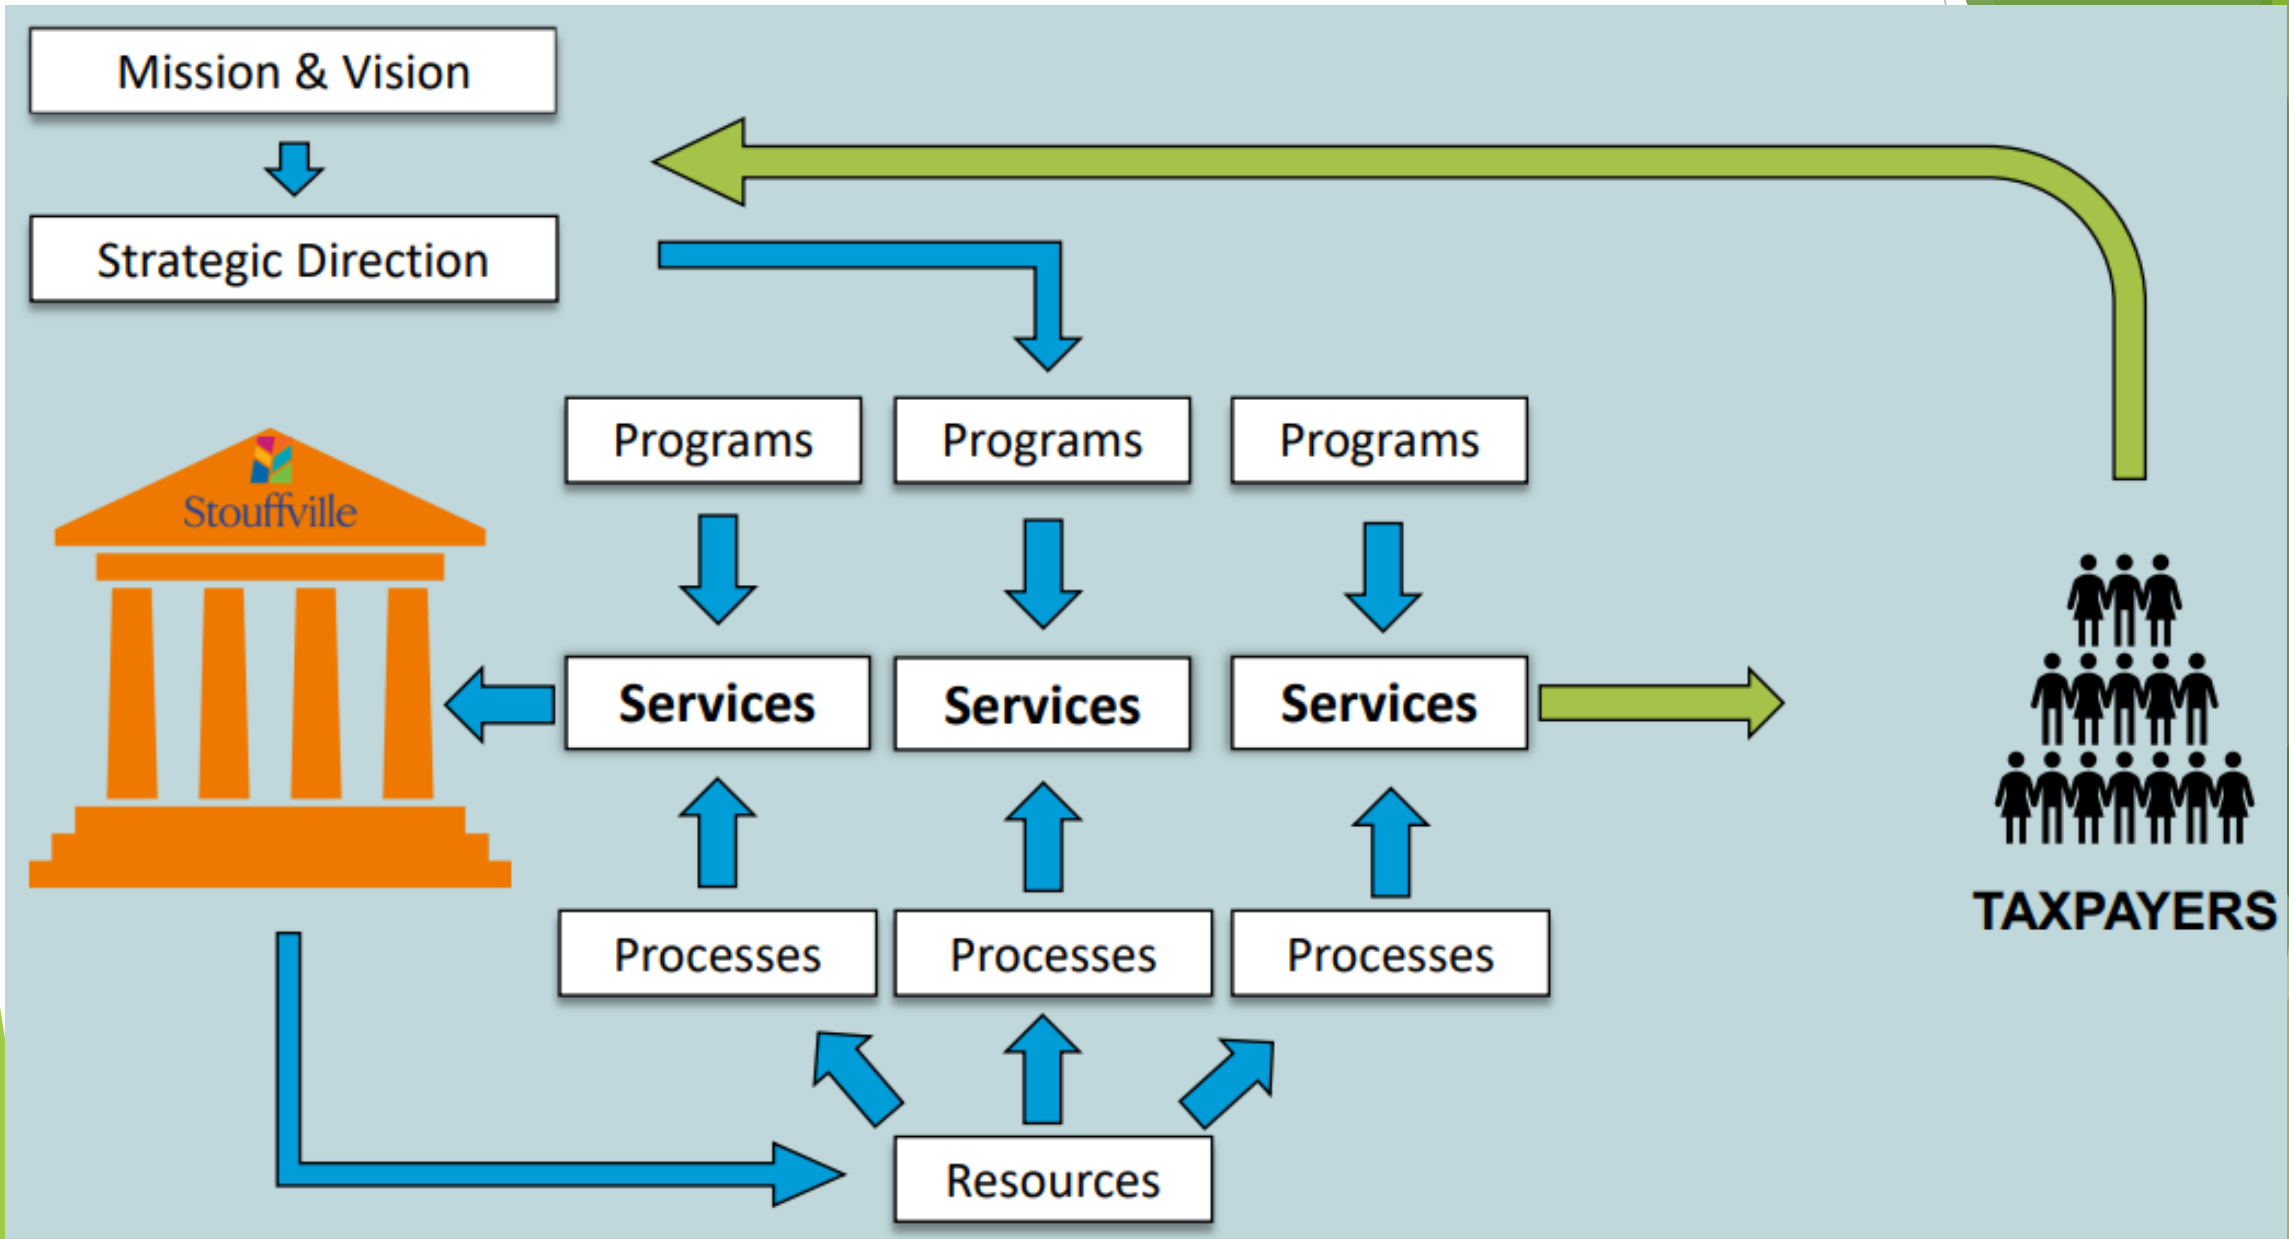 Mission & Vision
Strategic Direction
Programs
Programs
Programs
Stouffville
Services
Services
Services
TAXPAYERS
Processes
Processes
Processes
Resources